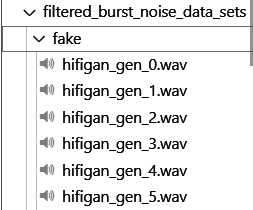 filtered_burst_noise_data_sets
fake
hifigan_gen_0.wav
hifigan_gen_1.wav
hifigan_gen_2.wav
hifigan_gen_3.wav
hifigan_gen_4.wav
hifigan_gen_5.wav